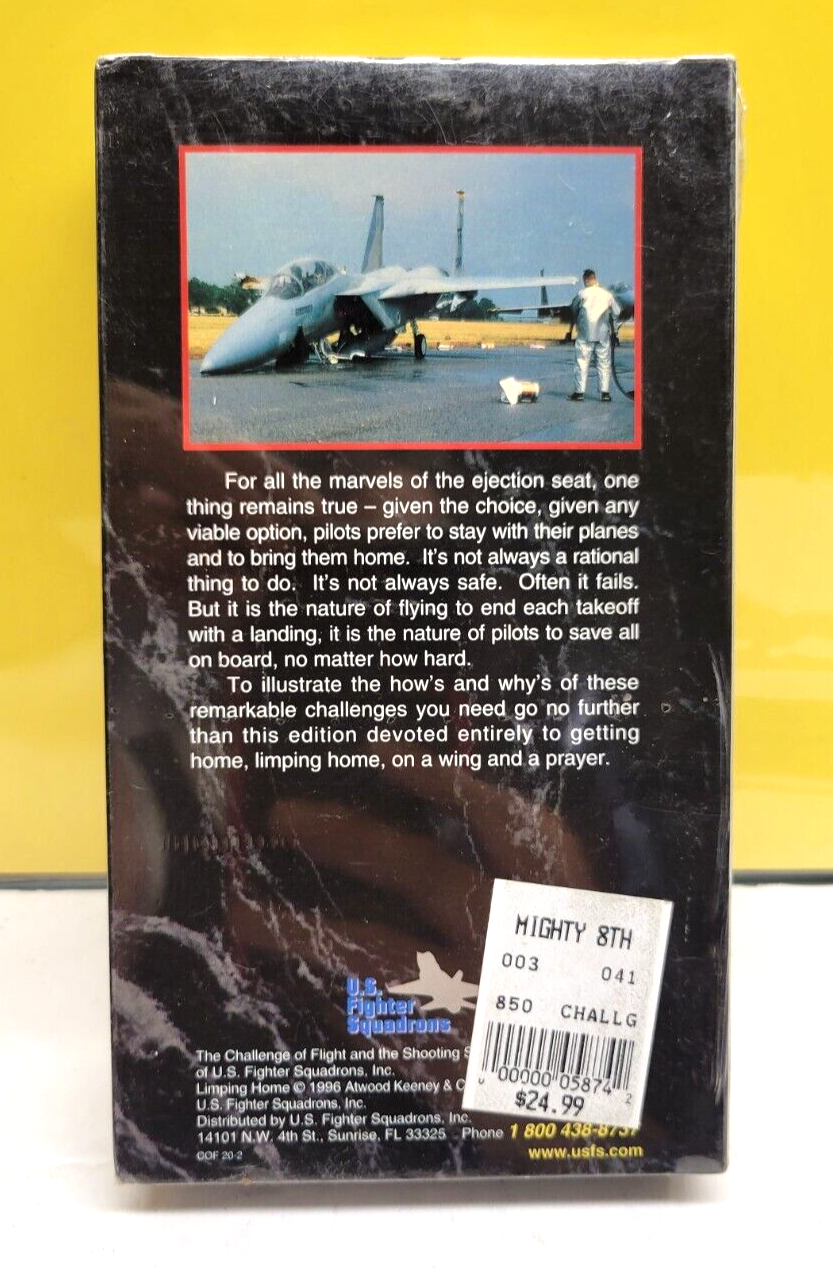 For all the marvels of the ejection seat, one
thing remains true – given the choice, given any
viable option, pilots prefer to stay with their planes
and to bring them home. It's not always a rational
thing to do. It's not always safe. Often it fails.
But it is the nature of flying to end each takeoff
with a landing, it is the nature of pilots to save all
on board, no matter how hard.
To illustrate the how's and why's of these
remarkable challenges you need go no further
than this edition devoted entirely to getting
home, limping home, on a wing and a prayer.
MIGHTY 8TH
003 041
850 CHALLG
00000 05874 2
$24.99
U.S.
Fighter
Squadrons
The Challenge of Flight and the Shooting
of U.S. Fighter Squadrons, Inc.
Limping Home © 1996 Atwood Keeney &
U.S. Fighter Squadrons, Inc.
Distributed by U.S. Fighter Squadrons, Inc.
14101 N.W. 4th St., Sunrise, FL 33325 Phone 1 800 438-8737
www.usfs.com
COF 20-2